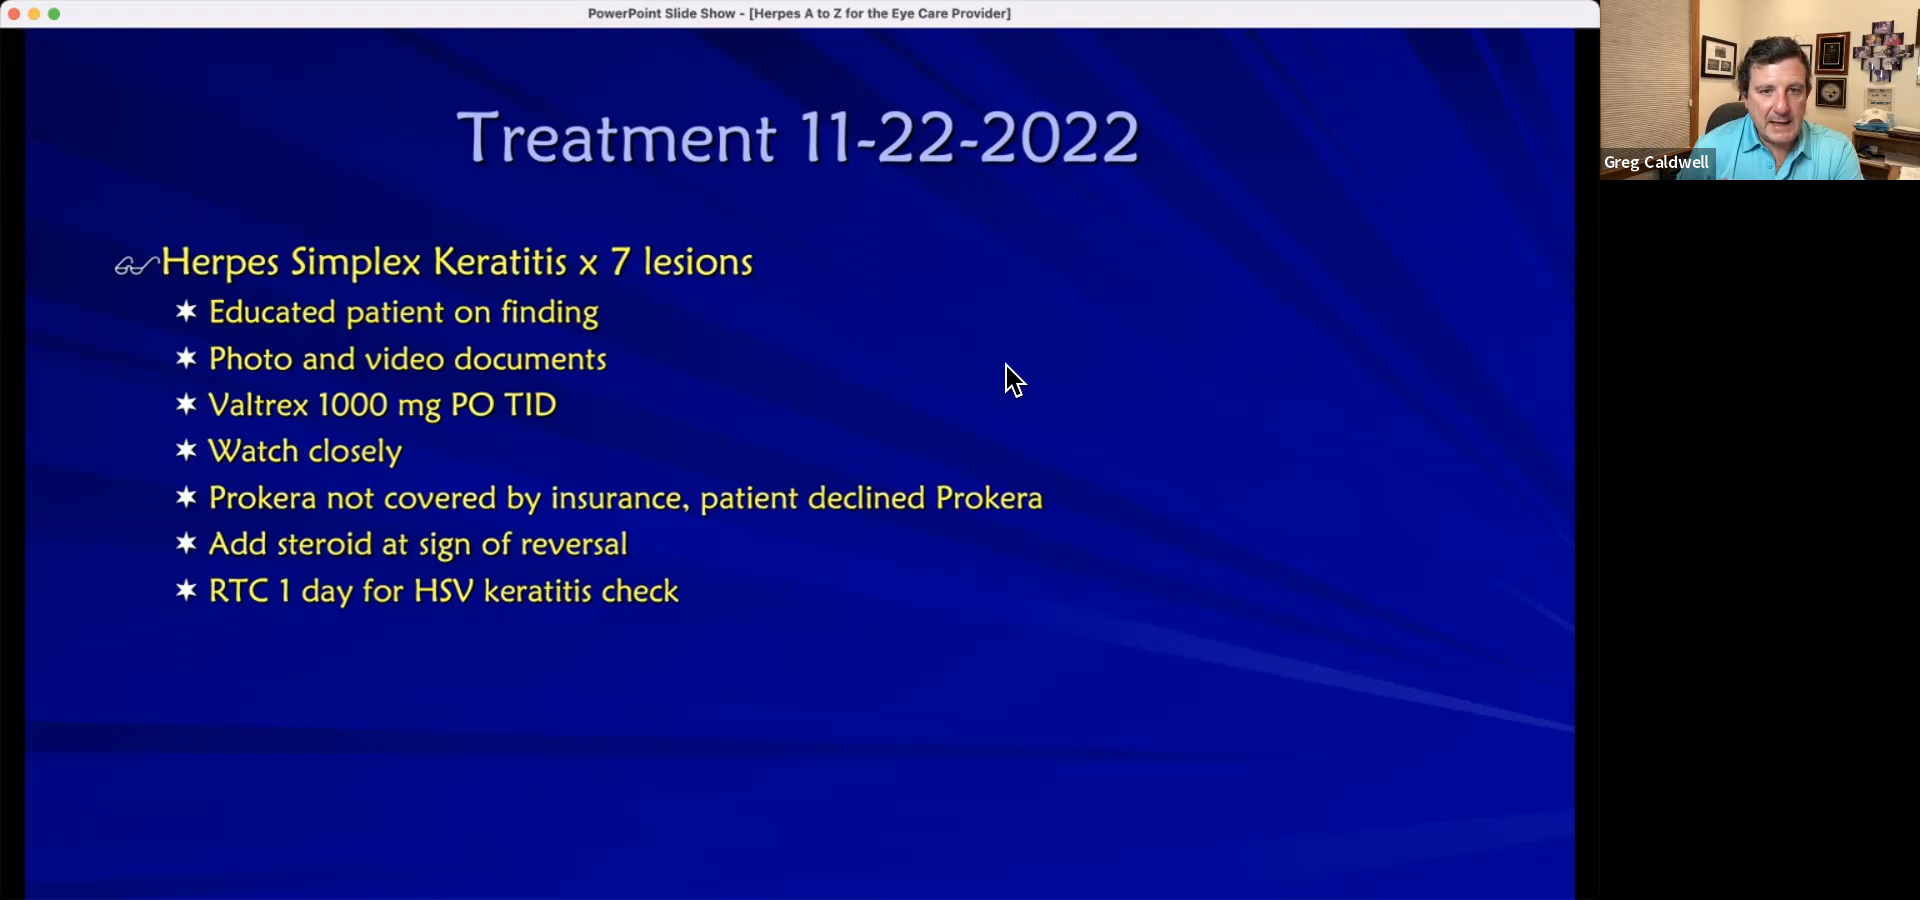 PowerPoint Slide Show - [Herpes A to Z for the Eye Care Provider]
Treatment 11-22-2022
Herpes Simplex Keratitis x 7 lesions
Educated patient on finding
Photo and video documents
Valtrex 1000 mg PO TID
Watch closely
Prokera not covered by insurance, patient declined Prokera
Add steroid at sign of reversal
RTC 1 day for HSV keratitis check
Greg Caldwell